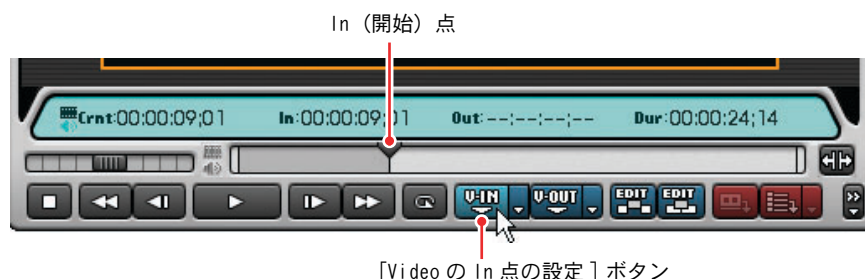 In（開始）点
Crnt:00:00:09;01 In:00:00:09;01 Out:--;--;--;-- Dur:00:00:24;14
V-IN V-OUT EDIT EDIT
［Video の In 点の設定］ボタン